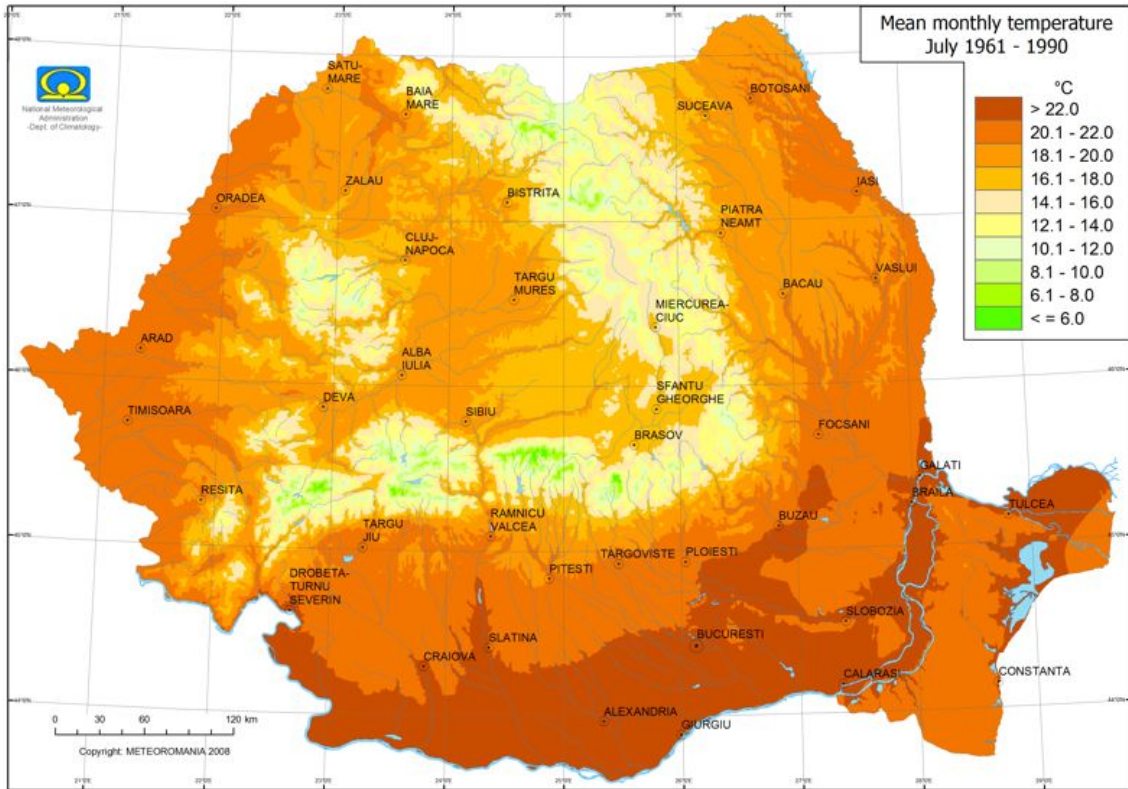 Mean monthly temperature
July 1961 - 1990
National Meteorological
Administration
-Dept. of Climatology-
°C
> 22.0
20.1 - 22.0
18.1 - 20.0
16.1 - 18.0
14.1 - 16.0
12.1 - 14.0
10.1 - 12.0
8.1 - 10.0
6.1 - 8.0
< = 6.0
SATU-
MARE
BAIA
MARE
BOTOSANI
SUCEAVA
ORADEA
ZALAU
BISTRITA
IASI
PIATRA
NEAMT
CLUJ-
NAPOCA
TARGU
MURES
BACAU
VASLUI
MIERCUREA-
CIUC
ARAD
ALBA
IULIA
TIMISOARA
DEVA
SIBIU
SFANTU
GHEORGHE
BRASOV
FOCSANI
GALATI
RESITA
BRAILA
TULCEA
TARGU
JIU
RAMNICU
VALCEA
BUZAU
PITESTI
TARGOVISTE
PLOIESTI
DROBETA-
TURNU
SEVERIN
SLOBOZIA
SLATINA
BUCURESTI
CRAIOVA
CALARASI
CONSTANTA
ALEXANDRIA
GIURGIU
0 30 60 120 km
Copyright: METEOROMANIA 2008